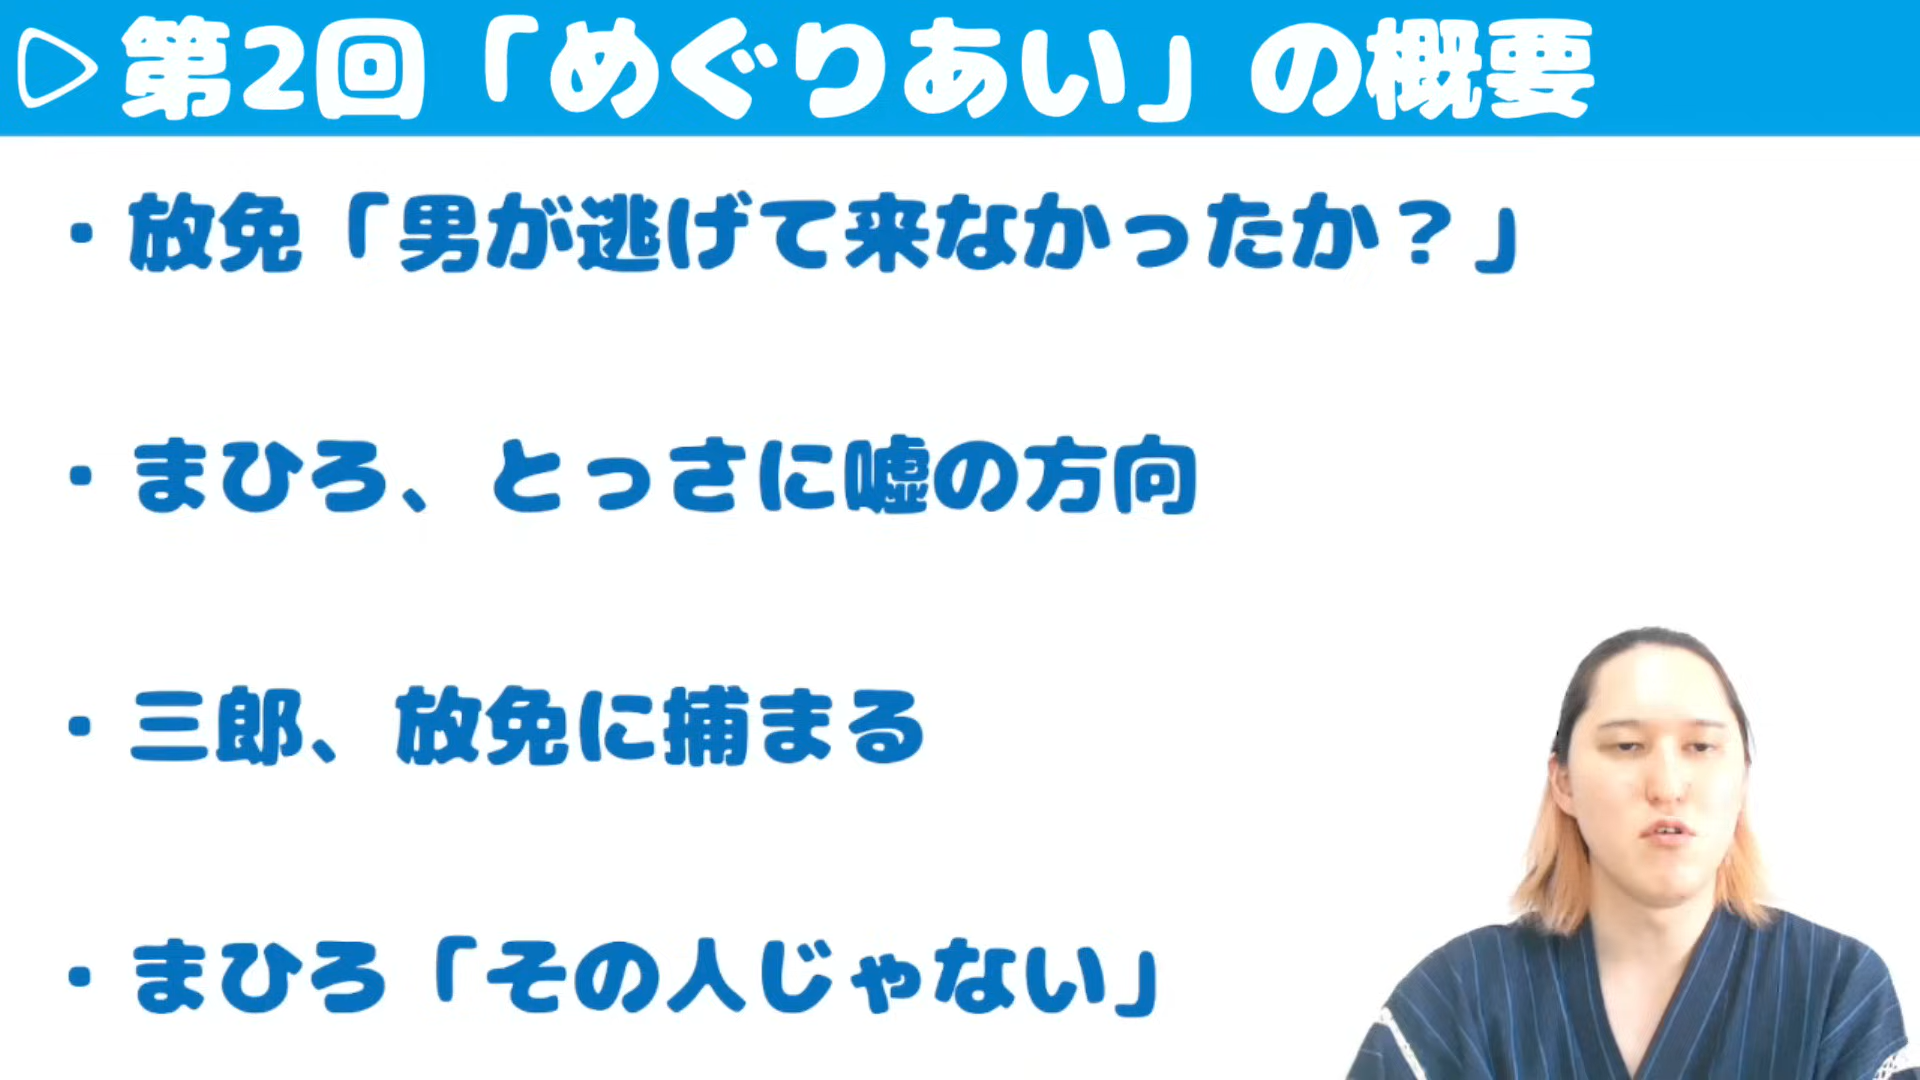 第2回「めぐりあい」の概要
・放免「男が逃げて来なかったか？」
・まひろ、とっさに嘘の方向
・三郎、放免に捕まる
・まひろ「その人じゃない」